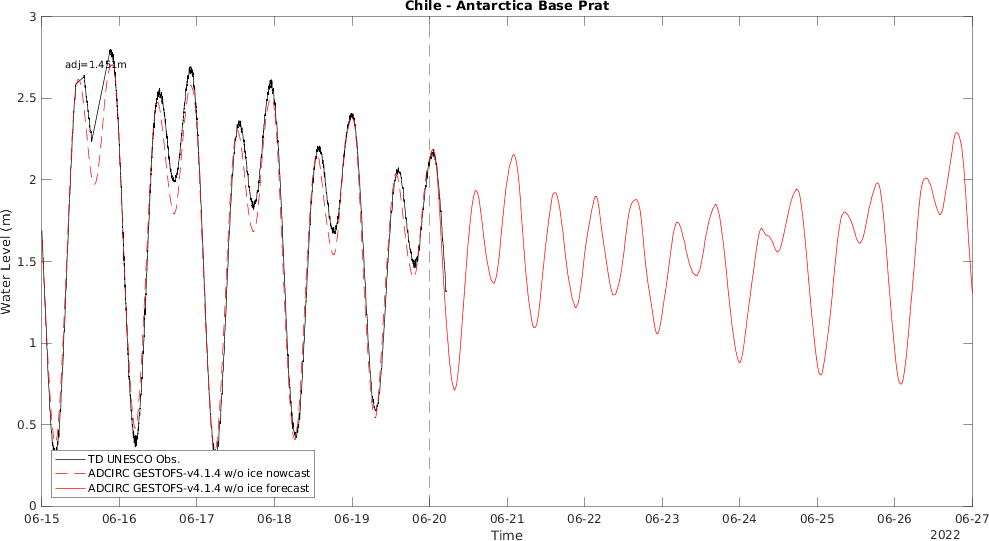 Chile - Antarctica Base Prat
3
adj=1.451m
2.5
2
Water Level (m)
1.5
1
0.5
TD UNESCO Obs.
ADCIRC GESTOFS-v4.1.4 w/o ice nowcast
ADCIRC GESTOFS-v4.1.4 w/o ice forecast
0
06-15 06-16 06-17 06-18 06-19 06-20 06-21 06-22 06-23 06-24 06-25 06-26 06-27
Time
2022